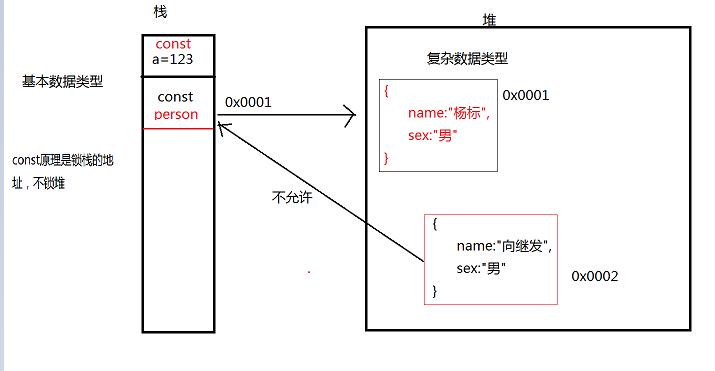 栈
堆
const
a=123
基本数据类型
const
person
0x0001
const原理是锁栈的地
址，不锁堆
复杂数据类型
{
name:"杨标",
sex:"男"
}
0x0001
不允许
{
name:"向继发",
sex:"男"
}
0x0002